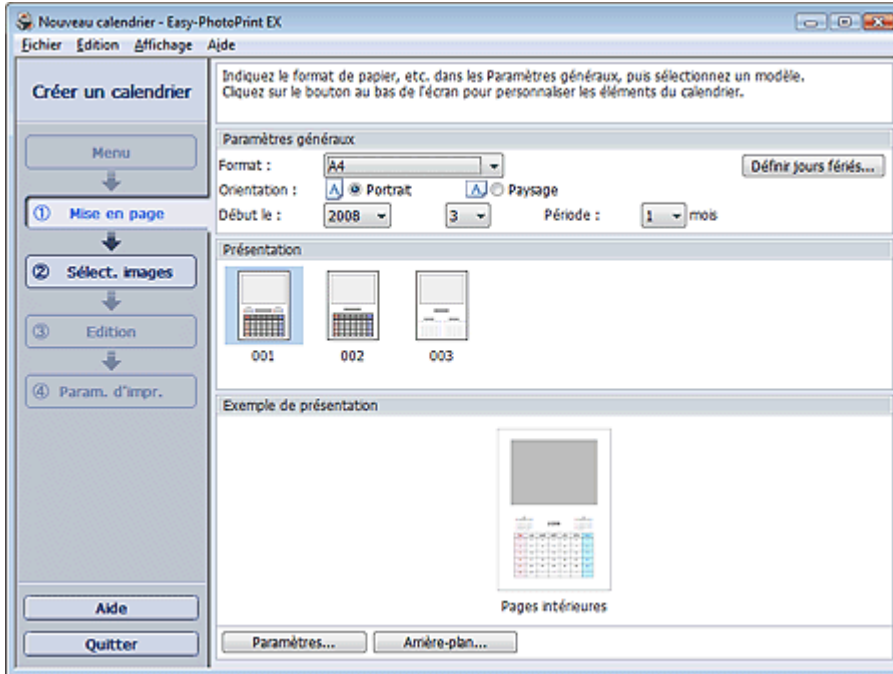 Nouveau calendrier - Easy-PhotoPrint EX
Fichier Edition Affichage Aide
Créer un calendrier
Indiquez le format de papier, etc. dans les Paramètres généraux, puis sélectionnez un modèle.
Cliquez sur le bouton au bas de l'écran pour personnaliser les éléments du calendrier.
Menu
① Mise en page
② Sélect. images
③ Edition
④ Param. d'impr.
Aide
Quitter
Paramètres généraux
Format : A4 Définir jours fériés...
Orientation : A Portrait A Paysage
Début le : 2008 3 Période : 1 mois
Présentation
001 002 003
Exemple de présentation
Pages intérieures
Paramètres... Arrière-plan...